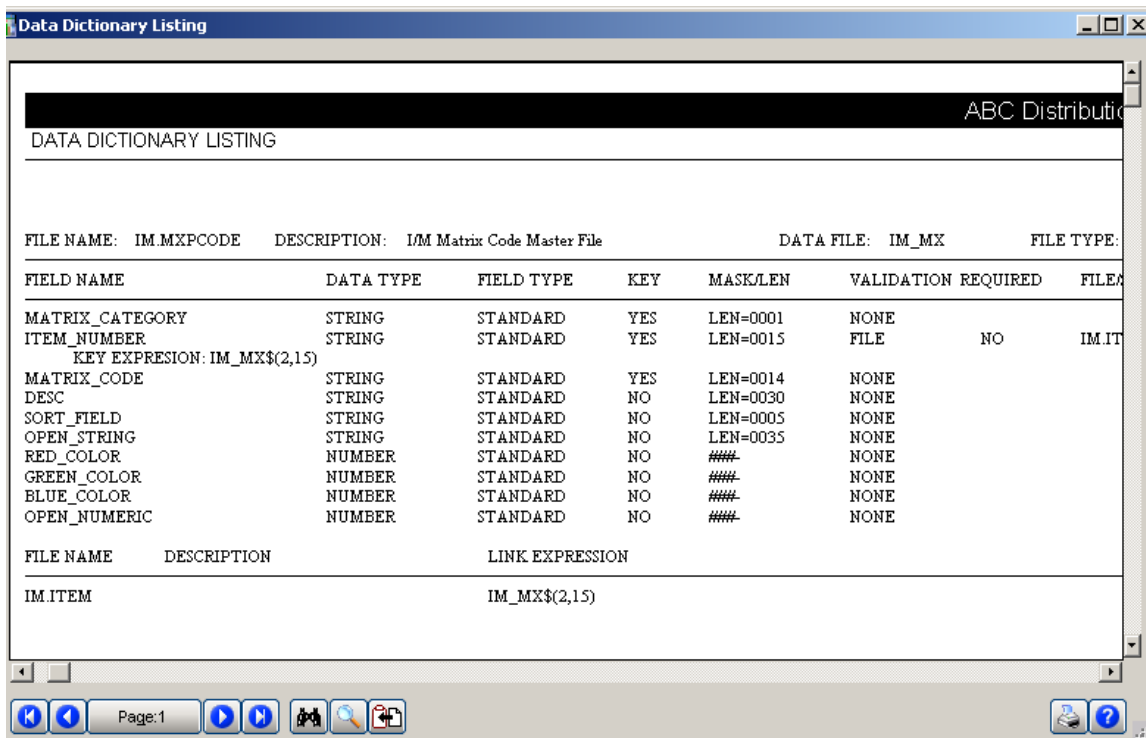 Data Dictionary Listing
ABC Distributio
DATA DICTIONARY LISTING
FILE NAME: IM.MXPCODE DESCRIPTION: I/M Matrix Code Master File DATA FILE: IM_MX FILE TYPE:
FIELD NAME DATA TYPE FIELD TYPE KEY MASK/LEN VALIDATION REQUIRED FILE/
MATRIX_CATEGORY STRING STANDARD YES LEN=0001 NONE
ITEM_NUMBER STRING STANDARD YES LEN=0015 FILE NO IM.IT
KEY EXPRESION: IM_MX$(2,15)
MATRIX_CODE STRING STANDARD YES LEN=0014 NONE
DESC STRING STANDARD NO LEN=0030 NONE
SORT_FIELD STRING STANDARD NO LEN=0005 NONE
OPEN_STRING STRING STANDARD NO LEN=0035 NONE
RED_COLOR NUMBER STANDARD NO NONE
GREEN_COLOR NUMBER STANDARD NO NONE
BLUE_COLOR NUMBER STANDARD NO NONE
OPEN_NUMERIC NUMBER STANDARD NO NONE
FILE NAME DESCRIPTION LINK EXPRESSION
IM.ITEM IM_MX$(2,15)
Page:1